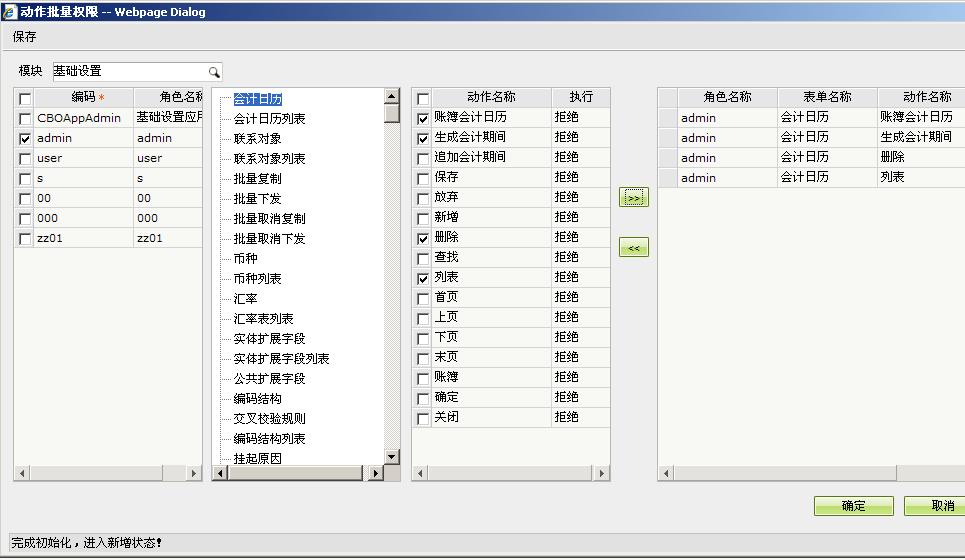 动作批量权限 -- Webpage Dialog
保存
模块 基础设置
编码* 角色名称
CBOAppAdmin 基础设置应用
admin admin
user user
s s
00 00
000 000
zz01 zz01
会计日历
会计日历列表
联系对象
联系对象列表
批量复制
批量下发
批量取消复制
批量取消下发
币种
币种列表
汇率
汇率表列表
实体扩展字段
实体扩展字段列表
公共扩展字段
编码结构
交叉校验规则
编码结构列表
挂起原因
动作名称 执行
账簿会计日历 拒绝
生成会计期间 拒绝
追加会计期间 拒绝
保存 拒绝
放弃 拒绝
新增 拒绝
删除 拒绝
查找 拒绝
列表 拒绝
首页 拒绝
上页 拒绝
下页 拒绝
末页 拒绝
账簿 拒绝
确定 拒绝
关闭 拒绝
>>
<<
角色名称 表单名称 动作名称
admin 会计日历 账簿会计日历
admin 会计日历 生成会计期间
admin 会计日历 删除
admin 会计日历 列表
确定 取消
完成初始化，进入新增状态！